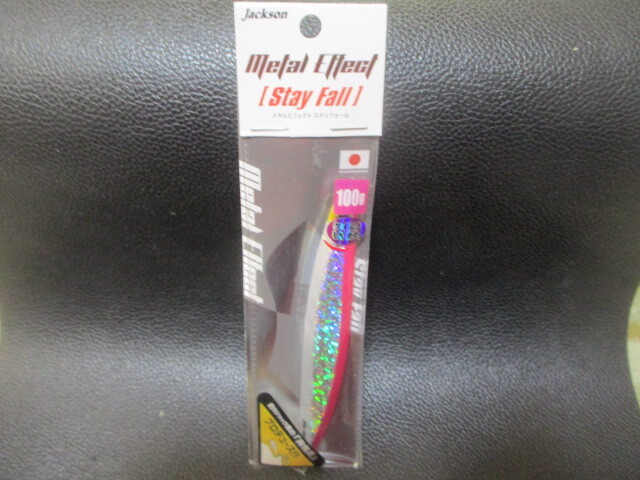 Jackson
Metal Effect
[Stay Fall]
メタルエフェクト ステイフォール
100g
Metal Effect
Stay Fall